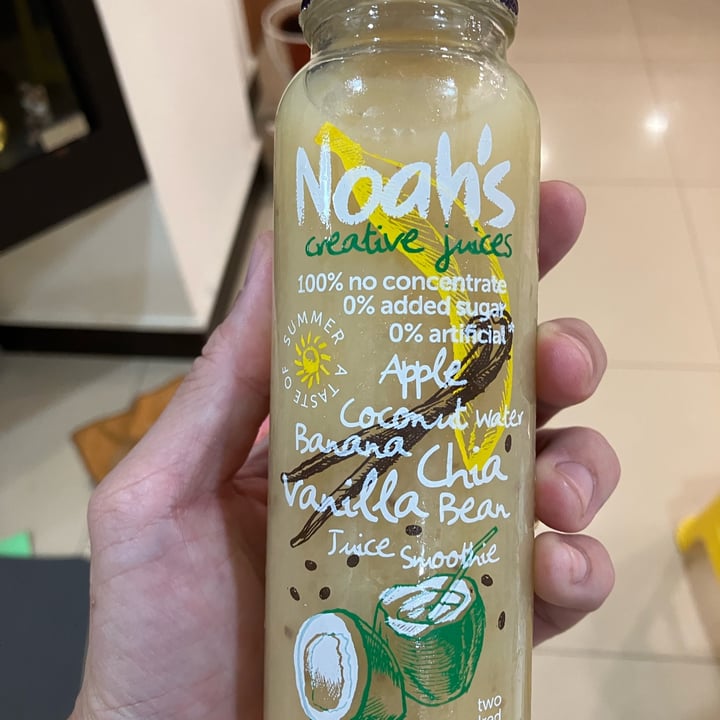 Noah's
creative juices
100% no concentrate
0% added sugar
0% artificial*
A TASTE OF SUMMER
Apple
Coconut water
Banana
Chia
Vanilla Bean
Juice Smoothie
two